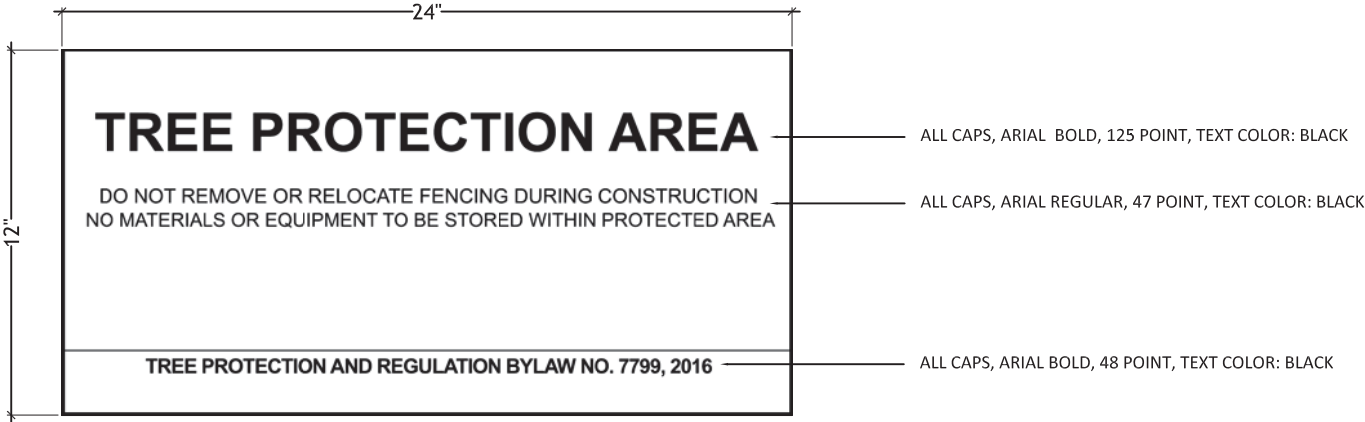 24"
12"
TREE PROTECTION AREA
ALL CAPS, ARIAL BOLD, 125 POINT, TEXT COLOR: BLACK
DO NOT REMOVE OR RELOCATE FENCING DURING CONSTRUCTION
NO MATERIALS OR EQUIPMENT TO BE STORED WITHIN PROTECTED AREA
ALL CAPS, ARIAL REGULAR, 47 POINT, TEXT COLOR: BLACK
TREE PROTECTION AND REGULATION BYLAW NO. 7799, 2016
ALL CAPS, ARIAL BOLD, 48 POINT, TEXT COLOR: BLACK